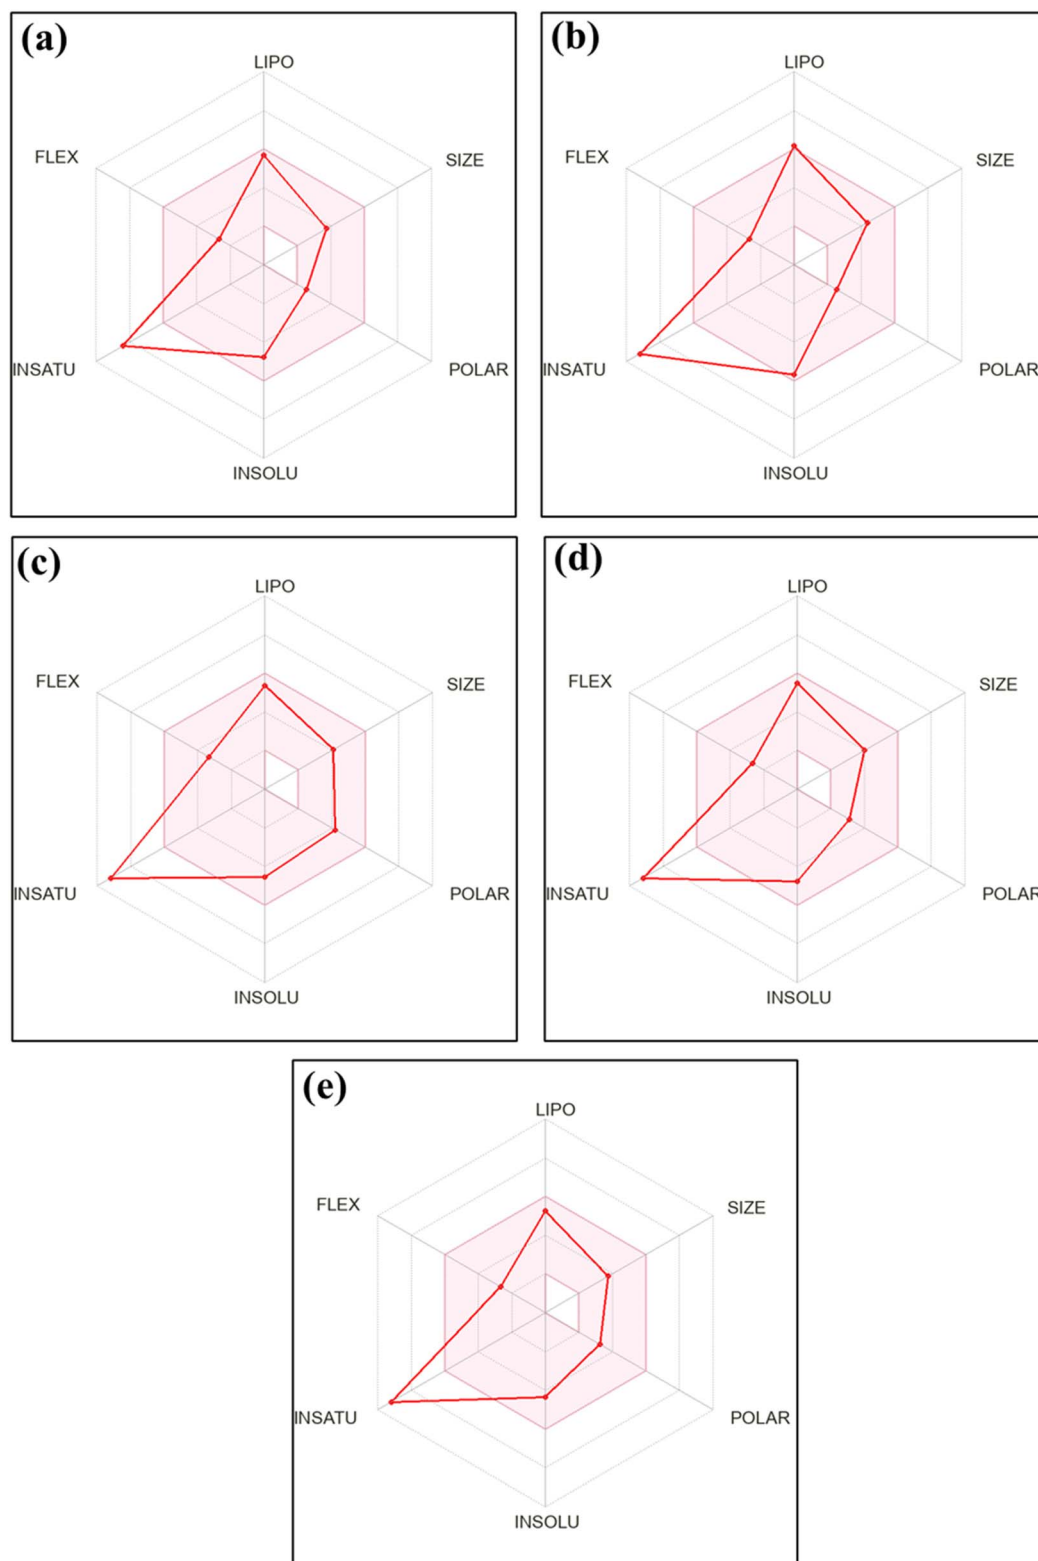 (a)
LIPO
FLEX
SIZE
INSATU
POLAR
INSOLU
(b)
LIPO
FLEX
SIZE
INSATU
POLAR
INSOLU
(c)
LIPO
FLEX
SIZE
INSATU
POLAR
INSOLU
(d)
LIPO
FLEX
SIZE
INSATU
POLAR
INSOLU
(e)
LIPO
FLEX
SIZE
INSATU
POLAR
INSOLU